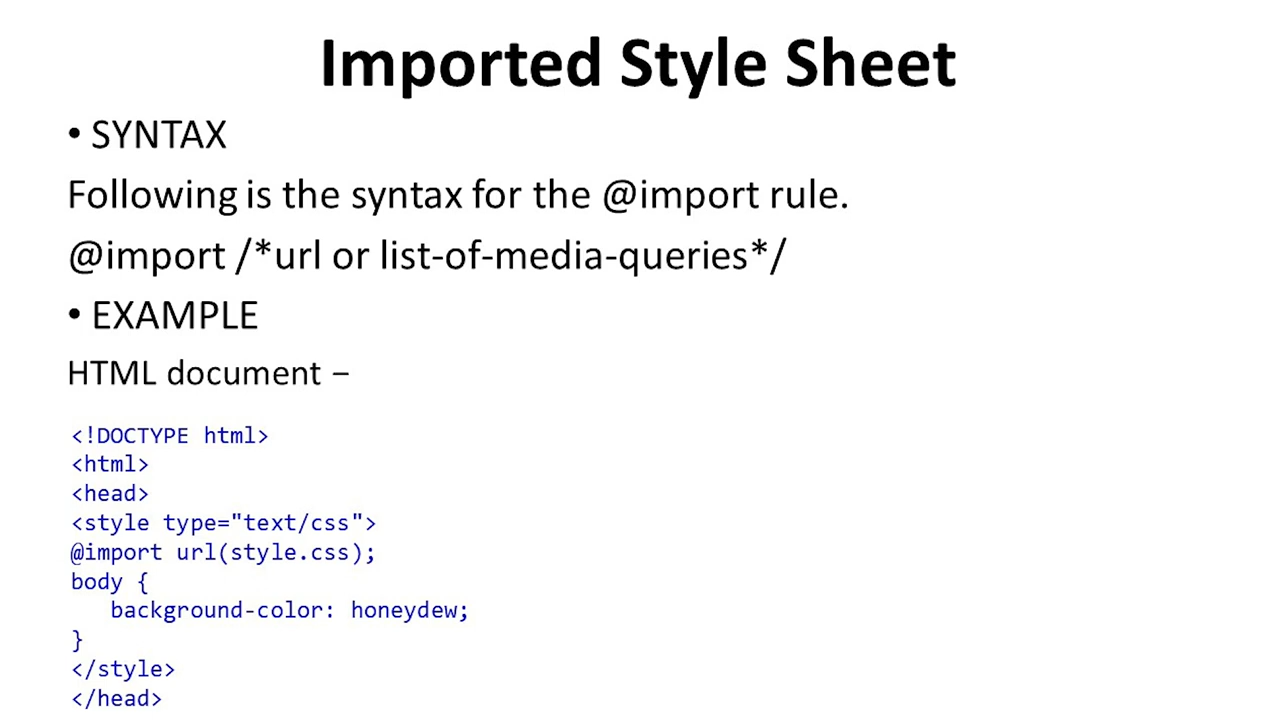 Imported Style Sheet
• SYNTAX
Following is the syntax for the @import rule.
@import /*url or list-of-media-queries*/
• EXAMPLE
HTML document −
<!DOCTYPE html>
<html>
<head>
<style type="text/css">
@import url(style.css);
body {
   background-color: honeydew;
}
</style>
</head>